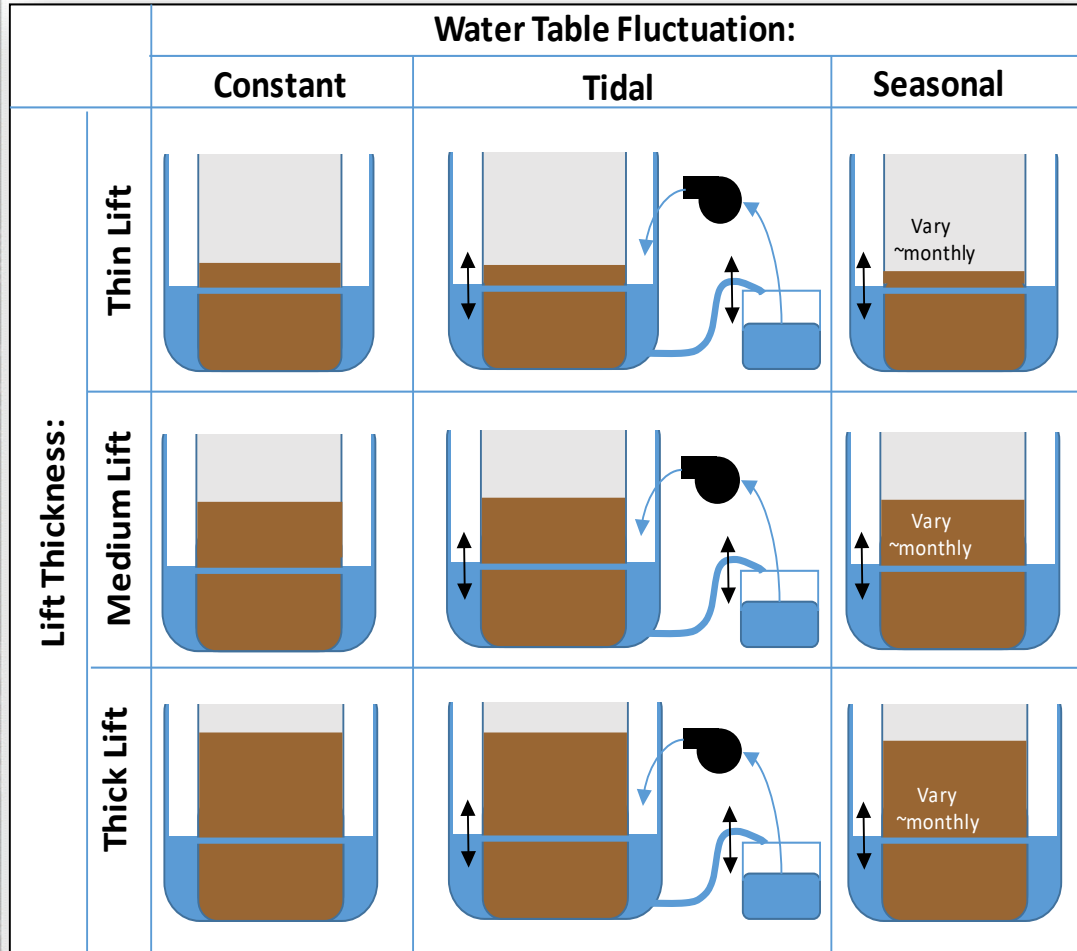 Water Table Fluctuation:
Constant
Tidal
Seasonal
Lift Thickness:
Thin Lift
Vary
~monthly
Medium Lift
Vary
~monthly
Thick Lift
Vary
~monthly